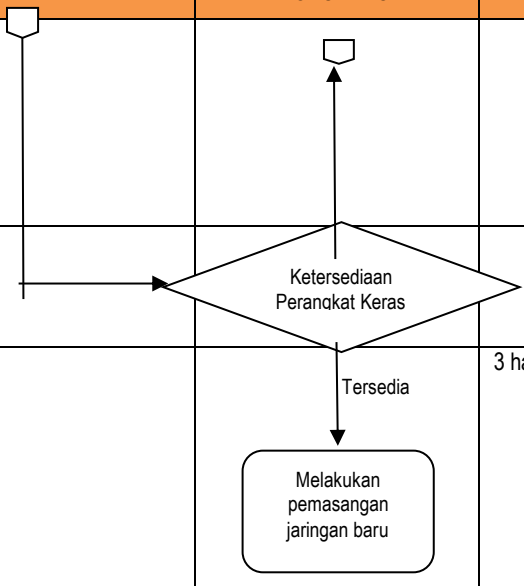 Ketersediaan
Perangkat Keras
3 ha
Tersedia
Melakukan
pemasangan
jaringan baru